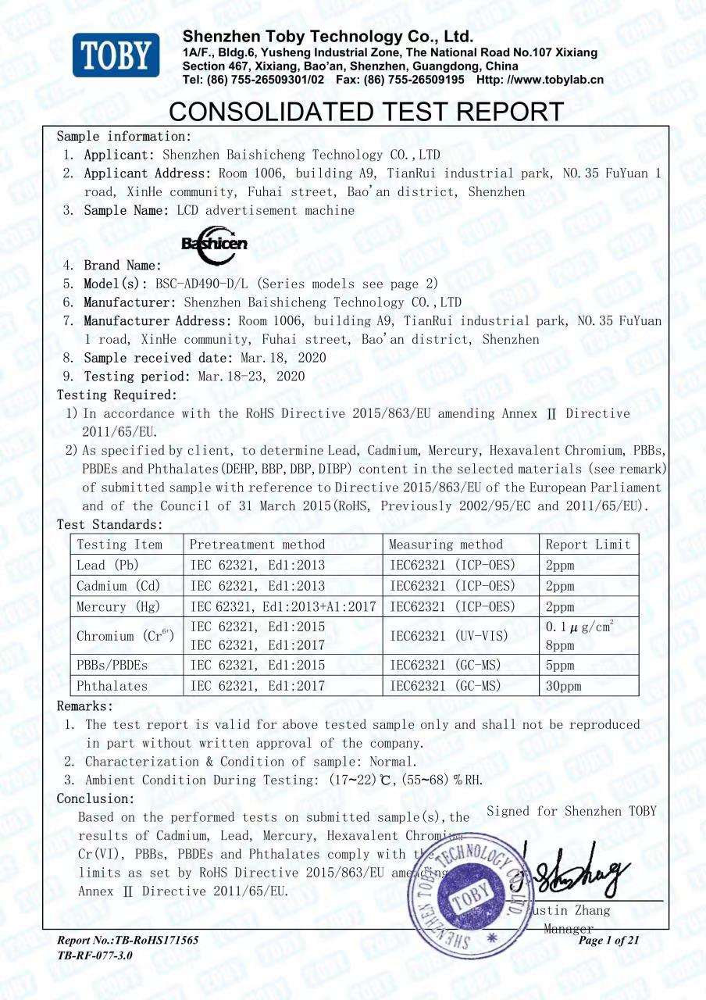 TOBY
Shenzhen Toby Technology Co., Ltd.
1A/F., Bldg.6, Yusheng Industrial Zone, The National Road No.107 Xixiang
Section 467, Xixiang, Bao'an, Shenzhen, Guangdong, China
Tel: (86) 755-26509301/02 Fax: (86) 755-26509195 Http: //www.tobylab.cn
CONSOLIDATED TEST REPORT
Sample information:
1. Applicant: Shenzhen Baishicheng Technology CO.,LTD
2. Applicant Address: Room 1006, building A9, TianRui industrial park, NO.35 FuYuan 1
road, XinHe community, Fuhai street, Bao'an district, Shenzhen
3. Sample Name: LCD advertisement machine
Bashicen
4. Brand Name:
5. Model(s): BSC-AD490-D/L (Series models see page 2)
6. Manufacturer: Shenzhen Baishicheng Technology CO.,LTD
7. Manufacturer Address: Room 1006, building A9, TianRui industrial park, NO.35 FuYuan
1 road, XinHe community, Fuhai street, Bao'an district, Shenzhen
8. Sample received date: Mar.18, 2020
9. Testing period: Mar.18-23, 2020
Testing Required:
1) In accordance with the RoHS Directive 2015/863/EU amending Annex Ⅱ Directive
2011/65/EU.
2) As specified by client, to determine Lead, Cadmium, Mercury, Hexavalent Chromium, PBBs,
PBDEs and Phthalates(DEHP,BBP,DBP,DIBP) content in the selected materials (see remark)
of submitted sample with reference to Directive 2015/863/EU of the European Parliament
and of the Council of 31 March 2015(RoHS, Previously 2002/95/EC and 2011/65/EU).
Test Standards:
Testing Item Pretreatment method Measuring method Report Limit
Lead (Pb) IEC 62321, Ed1:2013 IEC62321 (ICP-OES) 2ppm
Cadmium (Cd) IEC 62321, Ed1:2013 IEC62321 (ICP-OES) 2ppm
Mercury (Hg) IEC 62321, Ed1:2013+A1:2017 IEC62321 (ICP-OES) 2ppm
Chromium (Cr⁶⁺) IEC 62321, Ed1:2015 IEC62321 (UV-VIS) 0.1μg/cm²
IEC 62321, Ed1:2017 8ppm
PBBs/PBDEs IEC 62321, Ed1:2015 IEC62321 (GC-MS) 5ppm
Phthalates IEC 62321, Ed1:2017 IEC62321 (GC-MS) 30ppm
Remarks:
1. The test report is valid for above tested sample only and shall not be reproduced
in part without written approval of the company.
2. Characterization & Condition of sample: Normal.
3. Ambient Condition During Testing: (17~22)℃,(55~68)%RH.
Conclusion:
Signed for Shenzhen TOBY
Based on the performed tests on submitted sample(s),the
results of Cadmium, Lead, Mercury, Hexavalent Chromium
Cr(VI), PBBs, PBDEs and Phthalates comply with the
limits as set by RoHS Directive 2015/863/EU amending
Annex Ⅱ Directive 2011/65/EU.
SHENZHEN TOBY TECHNOLOGY CO., LTD.
TOBY
ustin Zhang
Manager
Report No.:TB-RoHS171565 Page 1 of 21
TB-RF-077-3.0